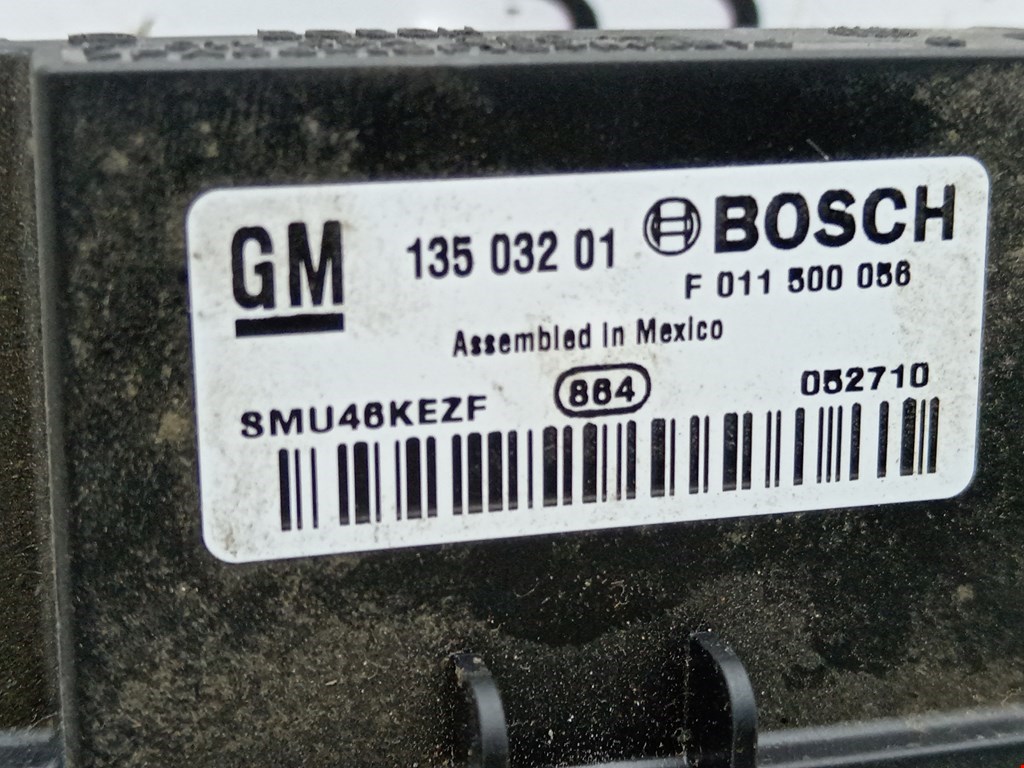 GM 135 032 01 BOSCH
F 011 500 056
Assembled in Mexico
SMU46KEZF 864 052710